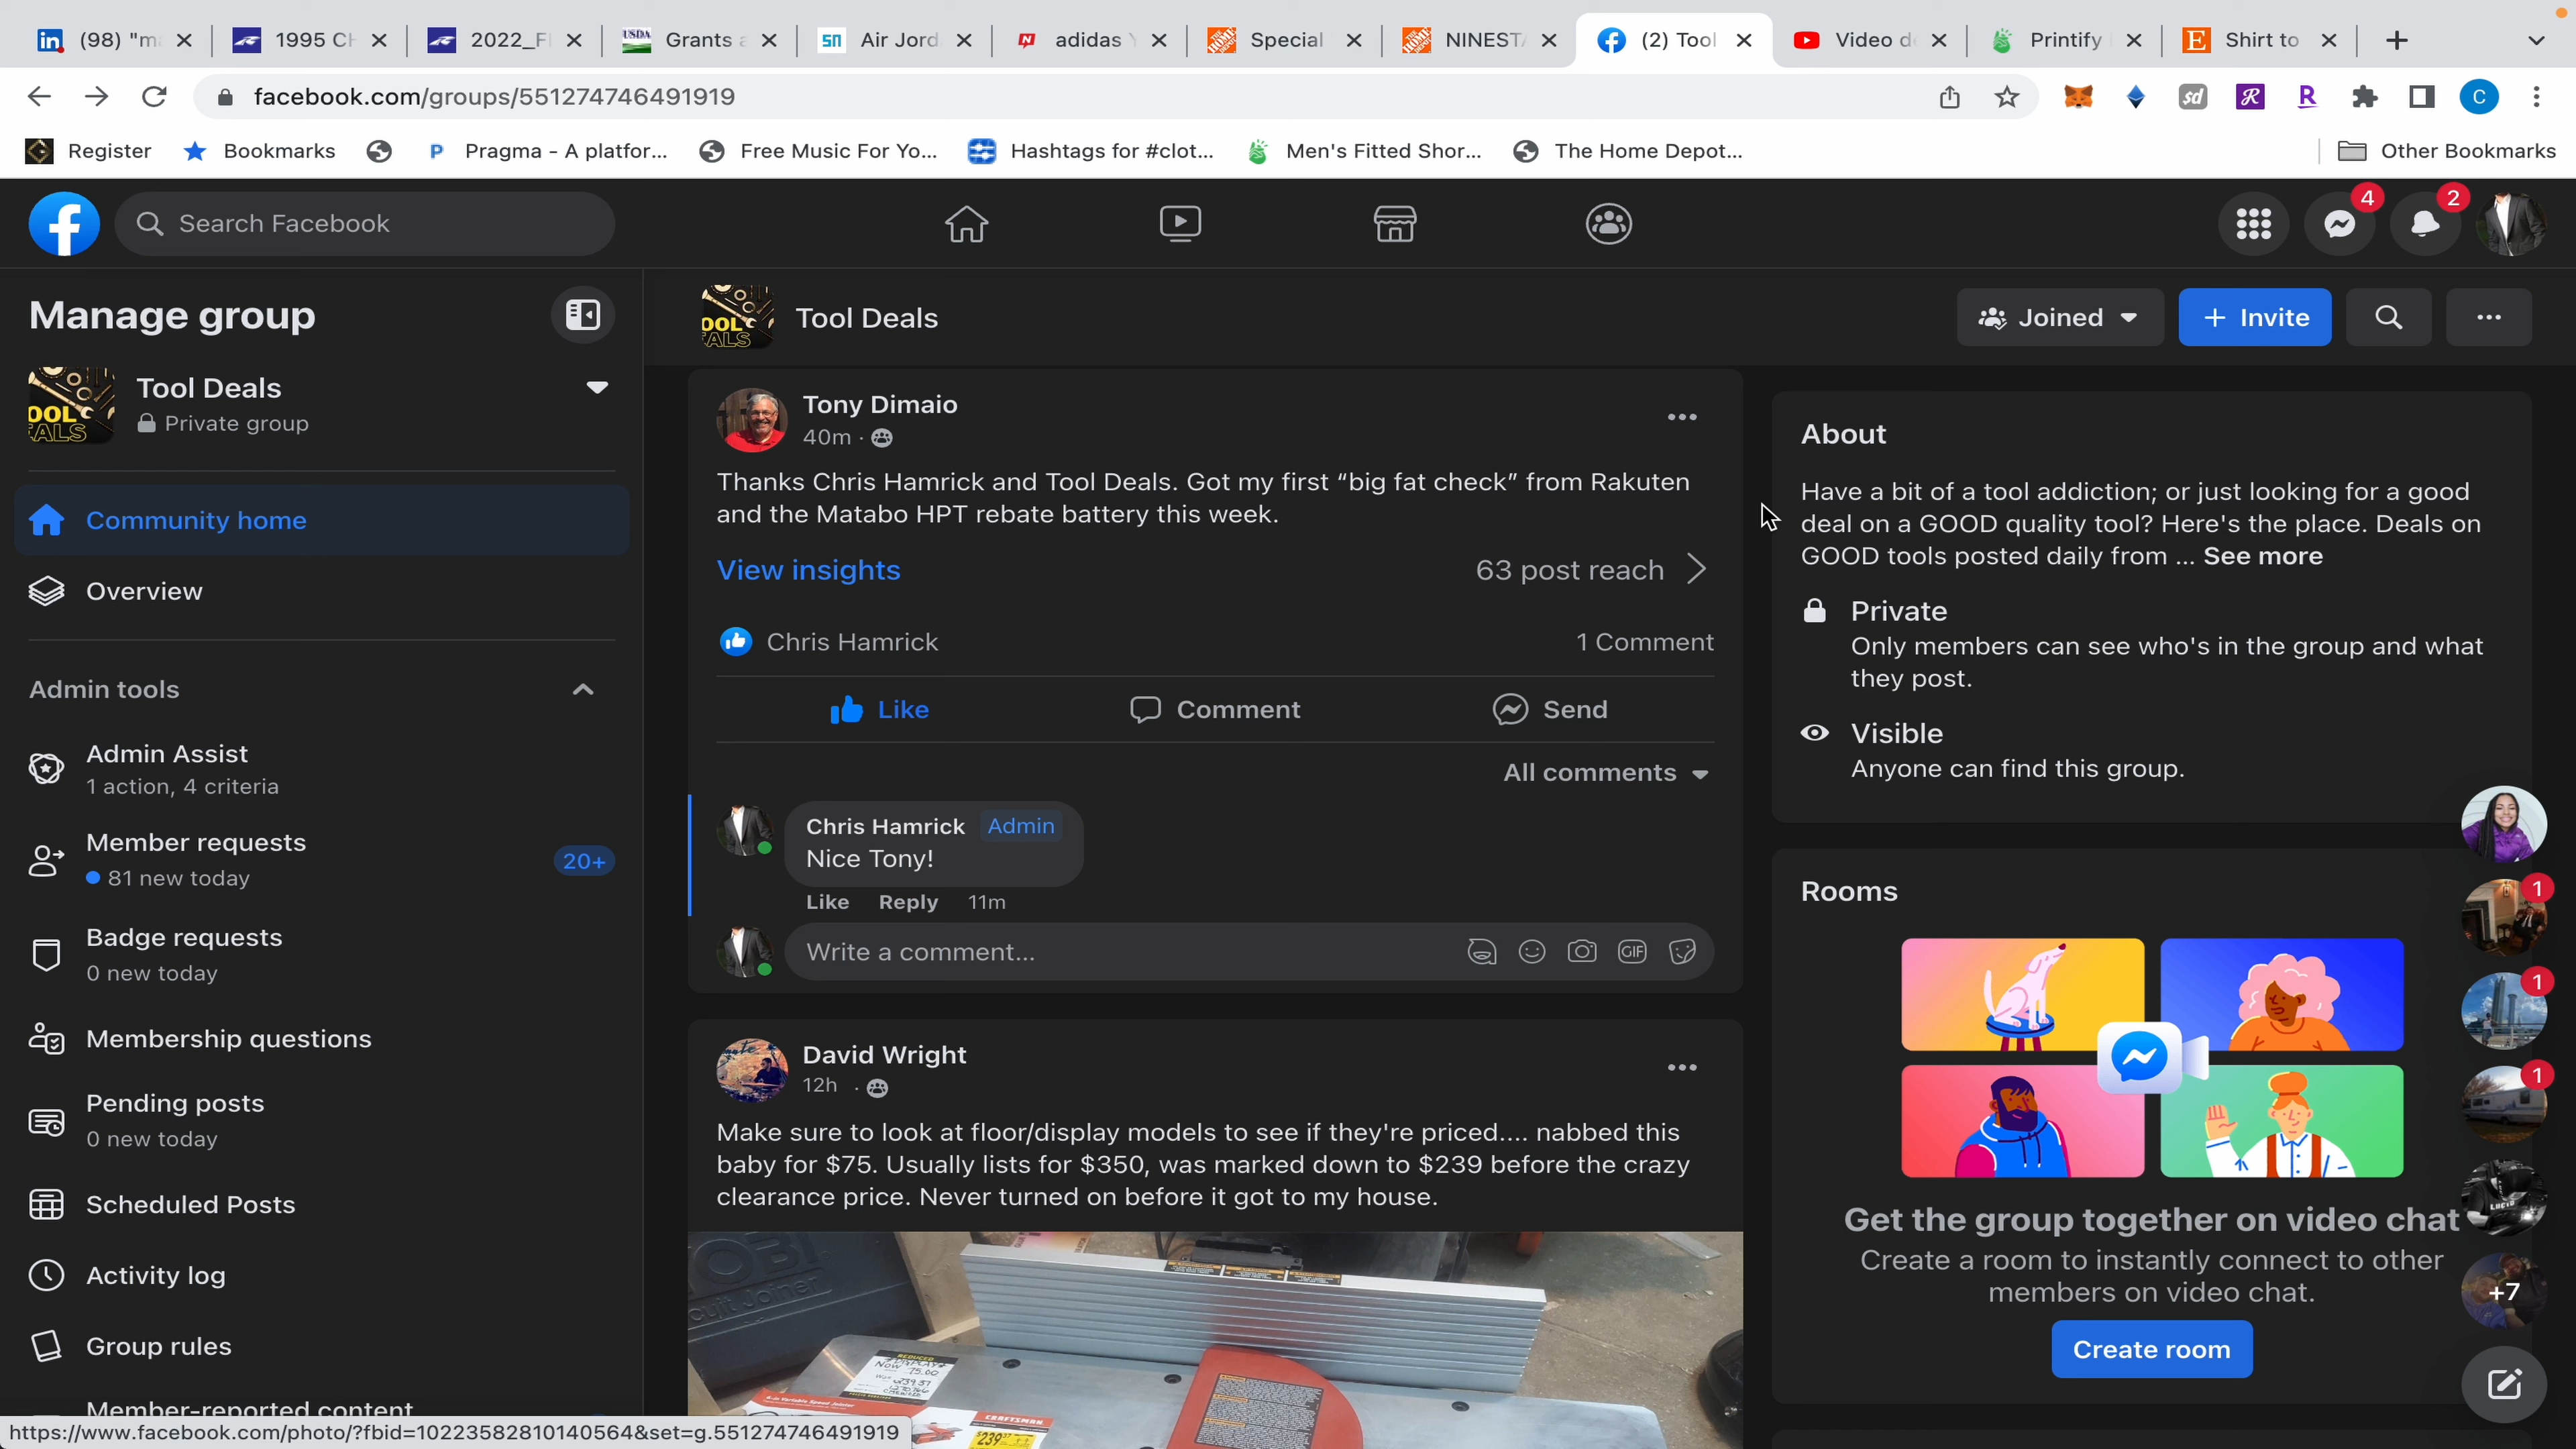 (98) "m
1995 CH
2022_F
USDA Grants a
SN Air Jord
N adidas Y
Special
NINEST
(2) Tool
Video d
Printify
E Shirt to
facebook.com/groups/551274746491919
C
Register
Bookmarks
Pragma - A platfor...
Free Music For Yo...
Hashtags for #clot...
Men's Fitted Shor...
The Home Depot...
Other Bookmarks
Search Facebook
4
2
Manage group
Tool Deals
Private group
Community home
Overview
Admin tools
Admin Assist
1 action, 4 criteria
Member requests
81 new today
20+
Badge requests
0 new today
Membership questions
Pending posts
0 new today
Scheduled Posts
Activity log
Group rules
Member-reported content
https://www.facebook.com/photo/?fbid=10223582810140564&set=g.551274746491919
Tool Deals
Joined
+ Invite
Tony Dimaio
40m ·
Thanks Chris Hamrick and Tool Deals. Got my first “big fat check” from Rakuten
and the Matabo HPT rebate battery this week.
View insights
63 post reach
Chris Hamrick
1 Comment
Like
Comment
Send
All comments
Chris Hamrick Admin
Nice Tony!
Like Reply 11m
Write a comment...
GIF
David Wright
12h ·
Make sure to look at floor/display models to see if they're priced.... nabbed this
baby for $75. Usually lists for $350, was marked down to $239 before the crazy
clearance price. Never turned on before it got to my house.
REDUCED
NOW 75.00
CRAFTSMAN
$239
About
Have a bit of a tool addiction; or just looking for a good
deal on a GOOD quality tool? Here's the place. Deals on
GOOD tools posted daily from ... See more
Private
Only members can see who's in the group and what
they post.
Visible
Anyone can find this group.
Rooms
Get the group together on video chat
Create a room to instantly connect to other
members on video chat.
Create room
1
1
1
+7